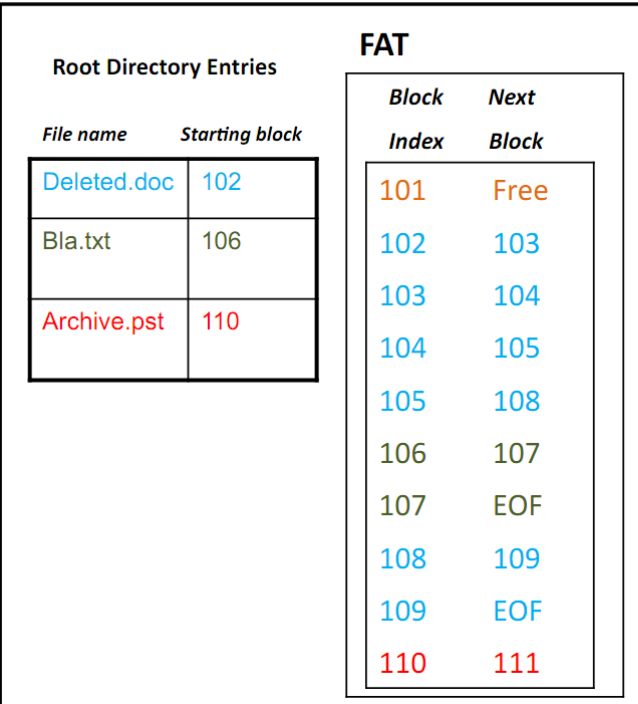 Root Directory Entries
File name Starting block
Deleted.doc 102
Bla.txt 106
Archive.pst 110
FAT
Block Next
Index Block
101 Free
102 103
103 104
104 105
105 108
106 107
107 EOF
108 109
109 EOF
110 111